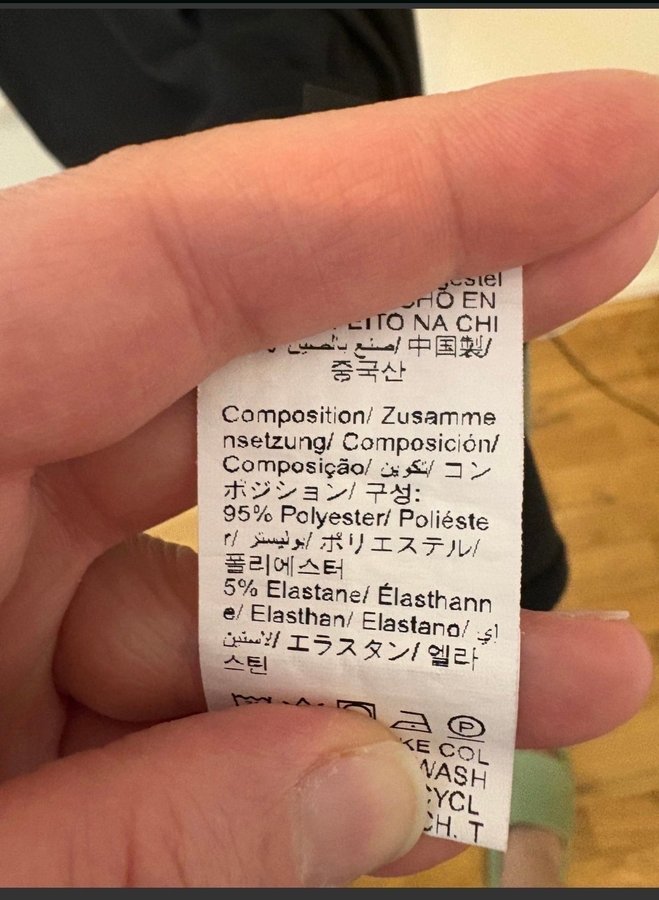 CHO EN
EITO NA CHI
صنع بالصين/ 中国製/
중국산
Composition/ Zusamme
nsetzung/ Composición/
Composição/ تكوين/ コン
ポジション/ 구성:
95% Polyester/ Poliéste
r/ بوليستر/ ポリエステル/
폴리에스터
5% Elastane/ Élasthann
e/ Elasthan/ Elastano/ إي
لاستين/ エラスタン/ 엘라
스틴
P
KE COL
WASH
CYCL
CH. T